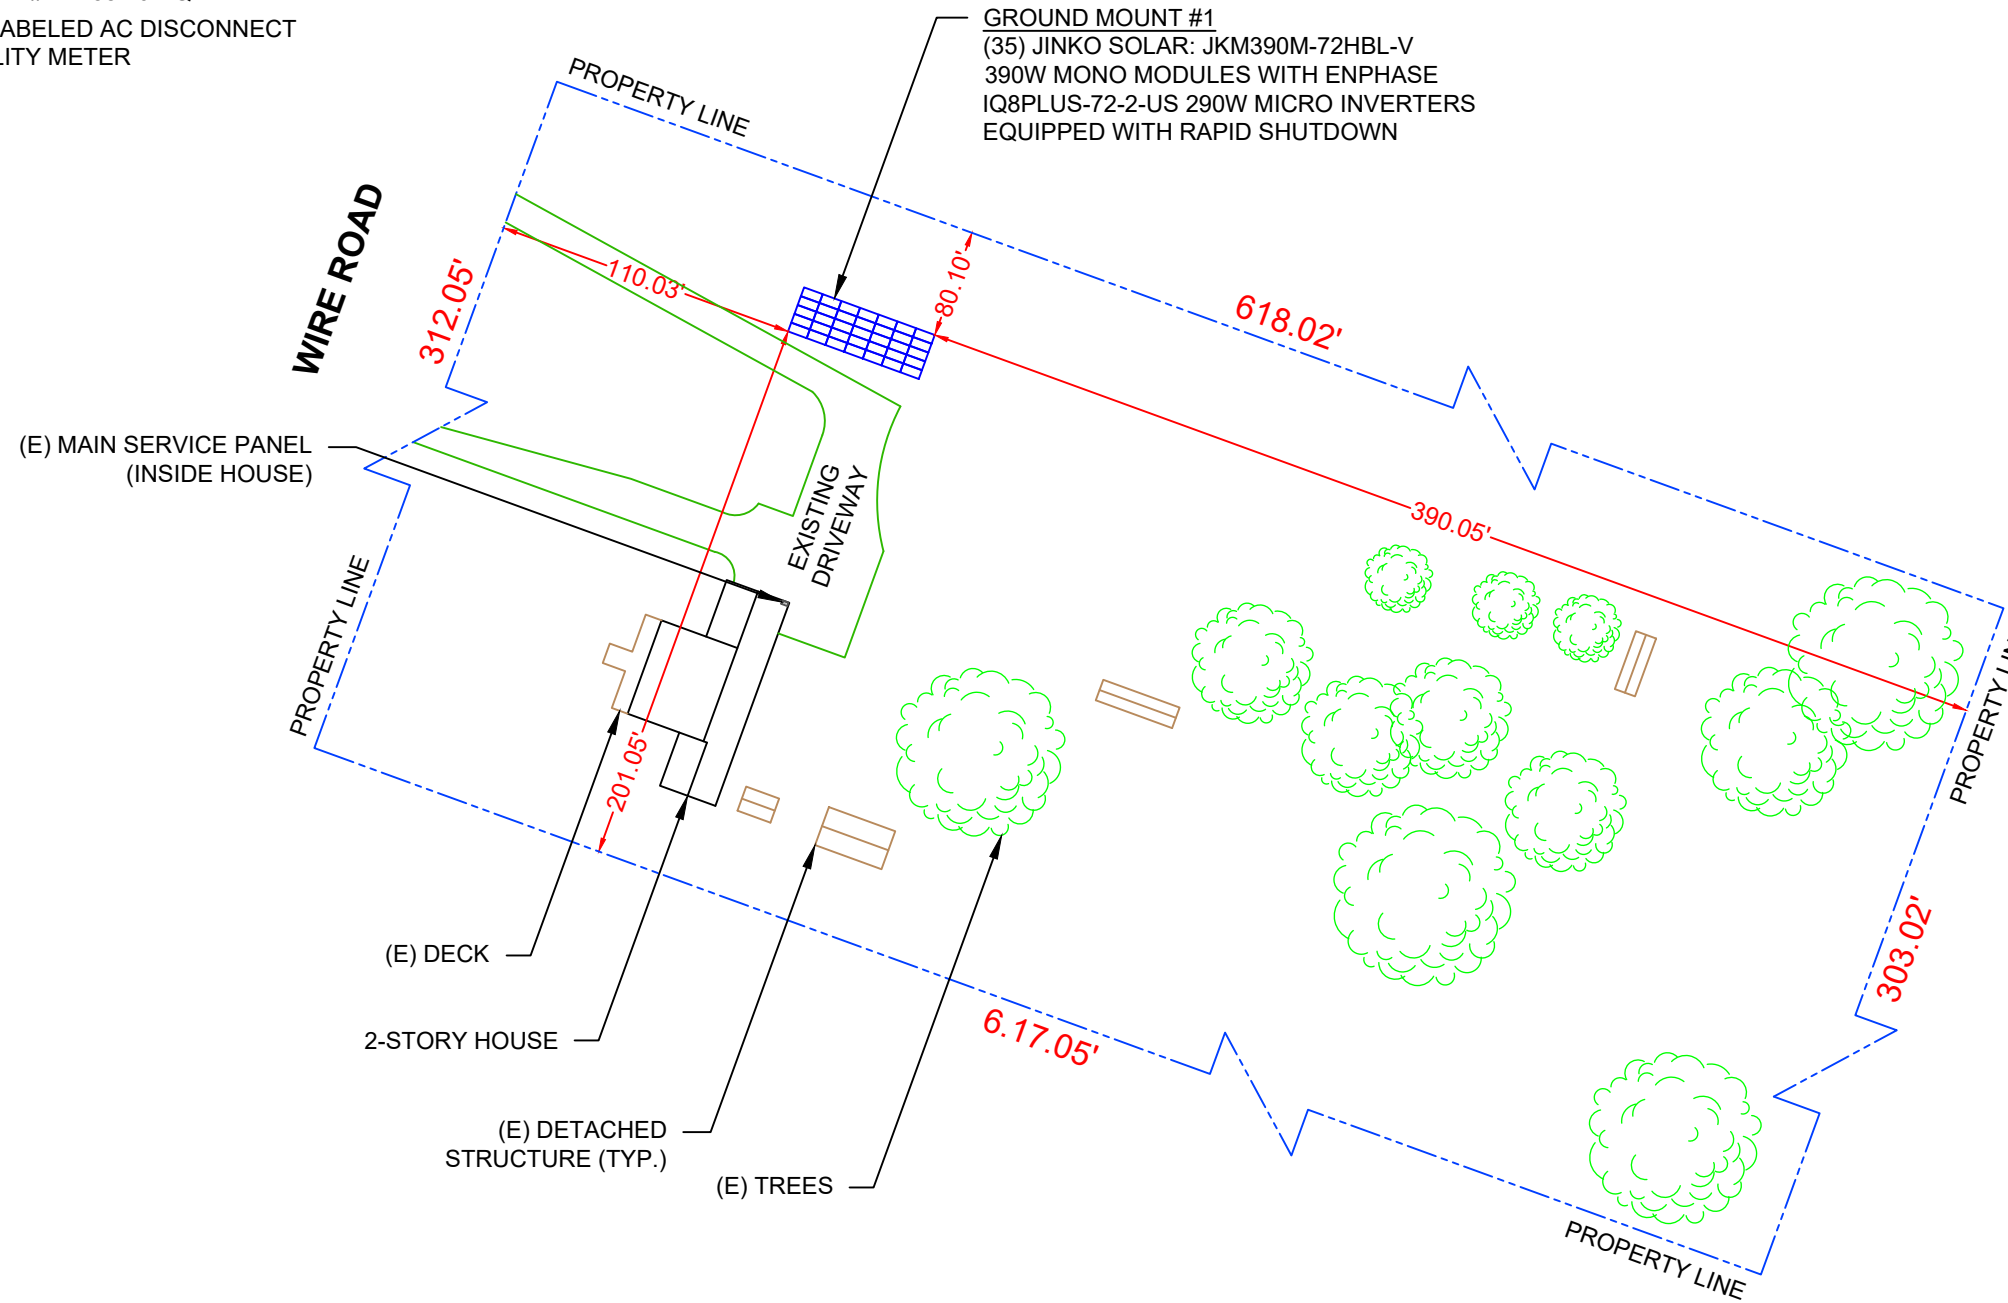 ABELED AC DISCONNECT
LITY METER
GROUND MOUNT #1
(35) JINKO SOLAR: JKM390M-72HBL-V
390W MONO MODULES WITH ENPHASE
IQ8PLUS-72-2-US 290W MICRO INVERTERS
EQUIPPED WITH RAPID SHUTDOWN
PROPERTY LINE
WIRE ROAD
312.05'
110.03'
80.10'
618.02'
(E) MAIN SERVICE PANEL
(INSIDE HOUSE)
EXISTING
DRIVEWAY
390.05'
PROPERTY LINE
PROPERTY LIN
201.05'
303.02'
(E) DECK
6.17.05'
2-STORY HOUSE
(E) DETACHED
STRUCTURE (TYP.)
(E) TREES
PROPERTY LINE